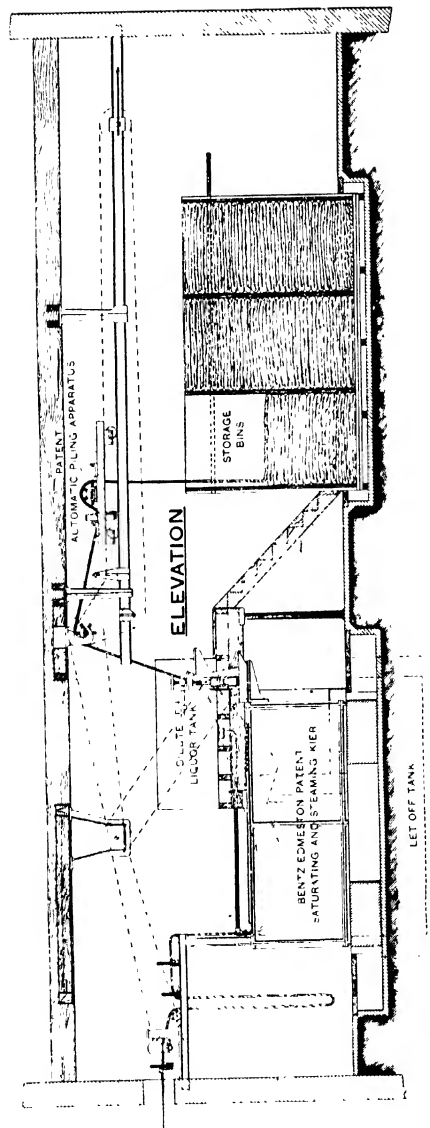 PATENT
AUTOMATIC PILING APPARATUS
ELEVATION
STORAGE
BINS
LIQUOR TANK
BENTZ EDMESTON PATENT
SATURATING AND STEAMING KIER
LET OFF TANK